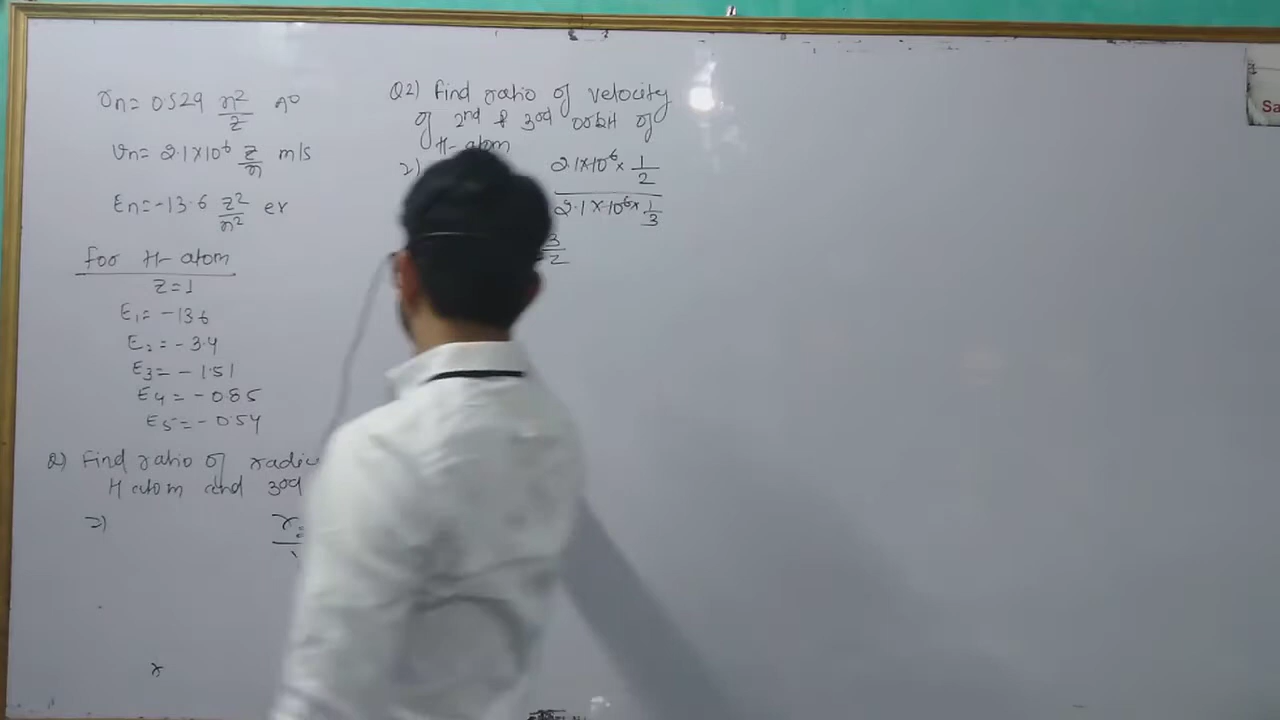 rn= 0.529 n²/z A°
Vn= 2.1×10⁶ z/n m/s
En=-13.6 z²/n² ev
for H- atom
z=1
E₁= -13.6
E₂ = - 3.4
E₃= - 1.51
E₄ = - 0.85
E₅= - 0.54
Q) Find ratio of
H atom and 3rd
=)
r
Q2) Find ratio of velocity
of 2nd & 3rd orbit of
H- atom
=)
2.1×10⁶× 1/2
2.1×10⁶× 1/3
3/2
Sa